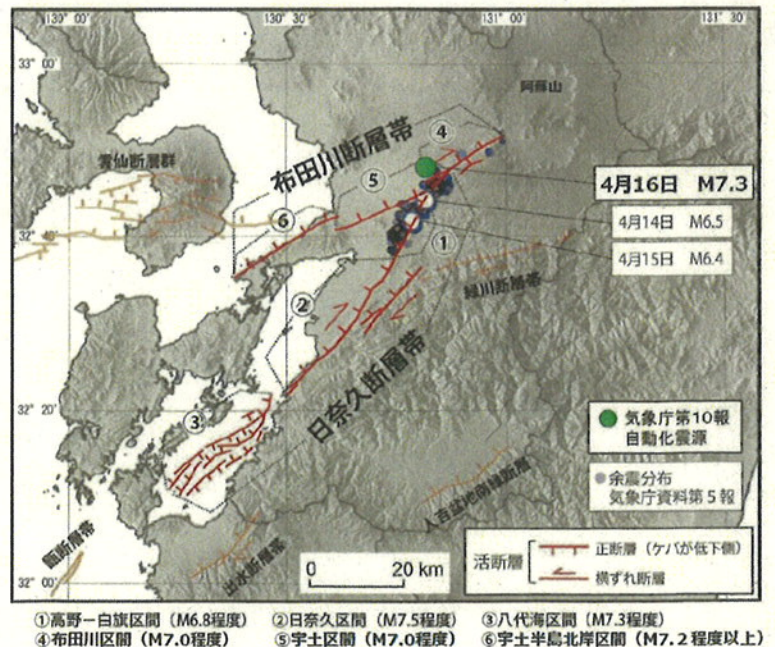 130° 00'
130° 30'
131° 00'
131° 30'
33° 00'
阿蘇山
布田川断層帯
④
雲仙断層群
⑤
4月16日 M7.3
⑥
4月14日 M6.5
32° 40'
①
4月15日 M6.4
緑川断層帯
②
日奈久断層帯
32° 20'
③
気象庁第10報
自動化震源
余震分布
気象庁資料第5報
人吉盆地南縁断層
甑断層帯
出水断層帯
32° 00'
0 20 km
活断層
正断層(ケバが低下側)
横ずれ断層
①高野ー白旗区間(M6.8程度) ②日奈久区間(M7.5程度) ③八代海区間(M7.3程度)
④布田川区間(M7.0程度) ⑤宇土区間(M7.0程度) ⑥宇土半島北岸区間(M7.2程度以上)